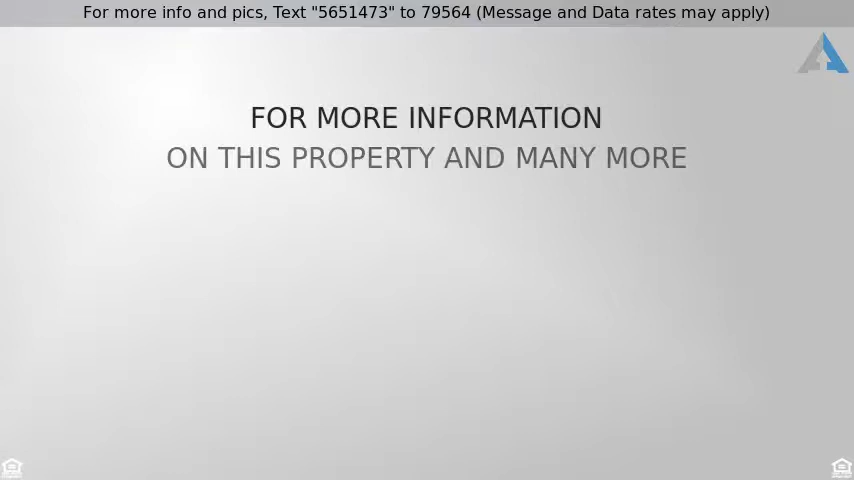 For more info and pics, Text "5651473" to 79564 (Message and Data rates may apply)
FOR MORE INFORMATION
ON THIS PROPERTY AND MANY MORE